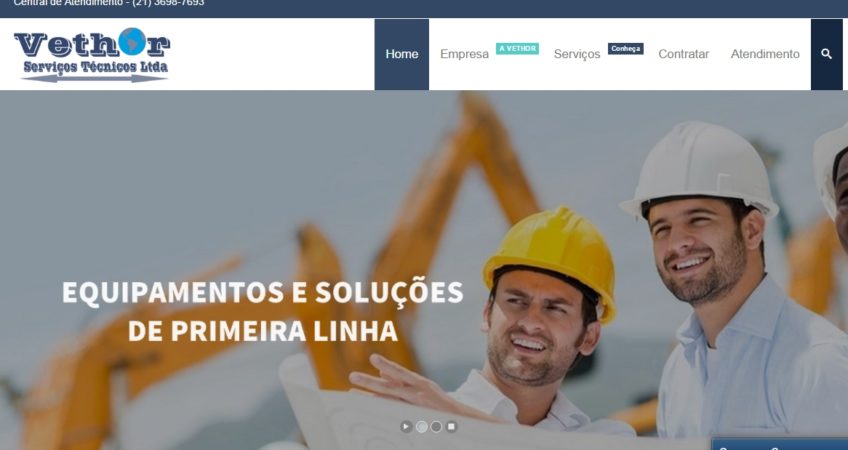 Central de Atendimento - (21) 3698-7693
Vethor
Serviços Técnicos Ltda
Home
Empresa
A VETHOR
Serviços
Conheça
Contratar
Atendimento
EQUIPAMENTOS E SOLUÇÕES
DE PRIMEIRA LINHA